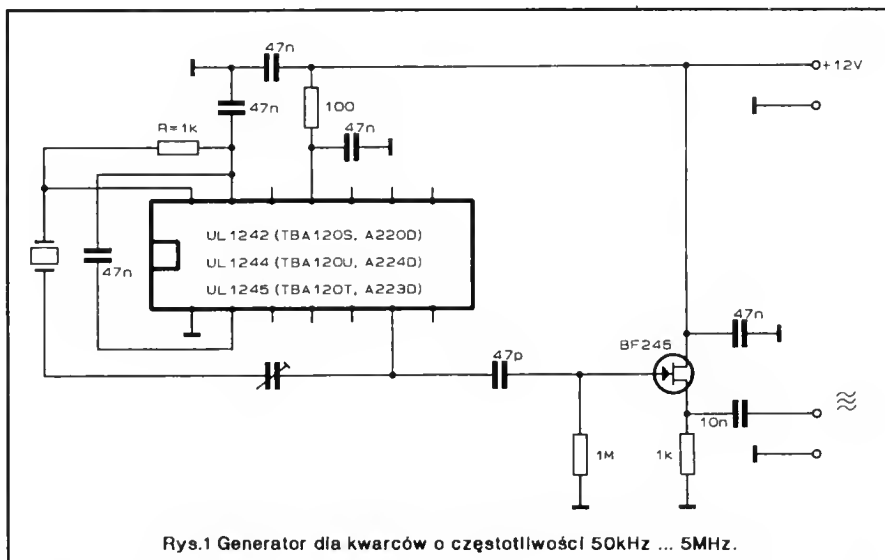 47n
+12V
47n
100
R=1k
47n
UL1242 (TBA120S, A220D)
UL1244 (TBA120U, A224D)
UL1245 (TBA120T, A223D)
47n
47n
BF245
47p
10n
1M
1k
Rys.1 Generator dla kwarców o częstotliwości 50kHz ... 5MHz.